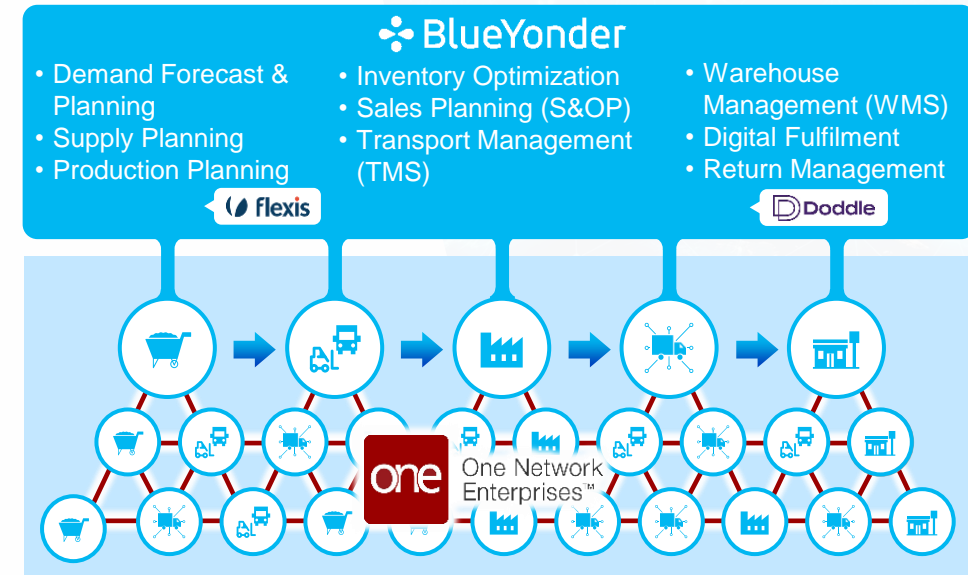 BlueYonder
• Demand Forecast &
Planning
• Supply Planning
• Production Planning
flexis
• Inventory Optimization
• Sales Planning (S&OP)
• Transport Management
(TMS)
• Warehouse
Management (WMS)
• Digital Fulfilment
• Return Management
Doddle
one
One Network
Enterprises™